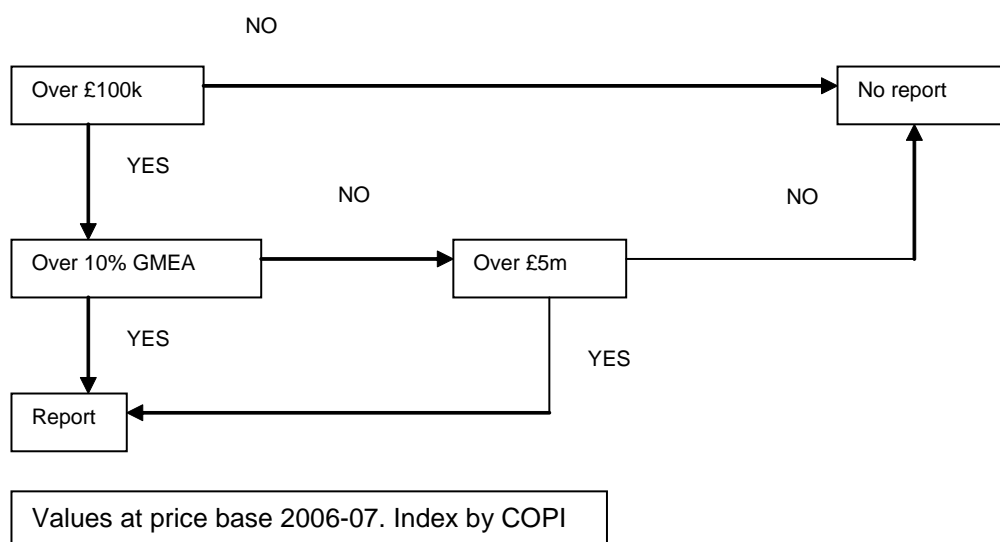 NO
Over £100k
No report
YES
NO
NO
Over 10% GMEA
Over £5m
YES
YES
Report
Values at price base 2006-07. Index by COPI